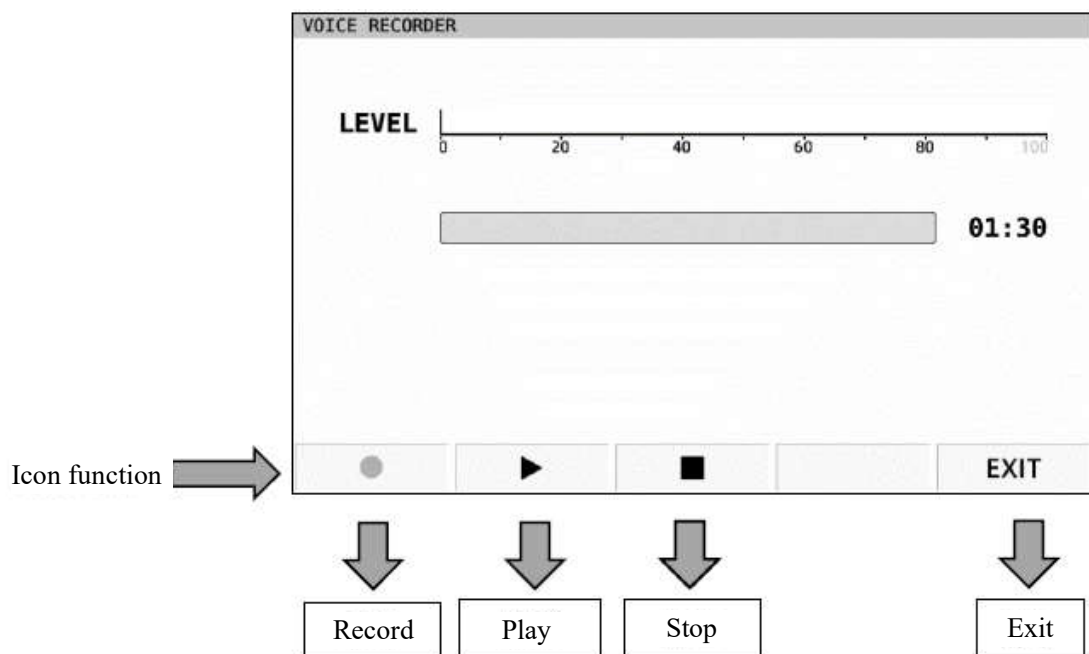 VOICE RECORDER
LEVEL
0 20 40 60 80 100
01:30
Icon function
EXIT
Record Play Stop Exit